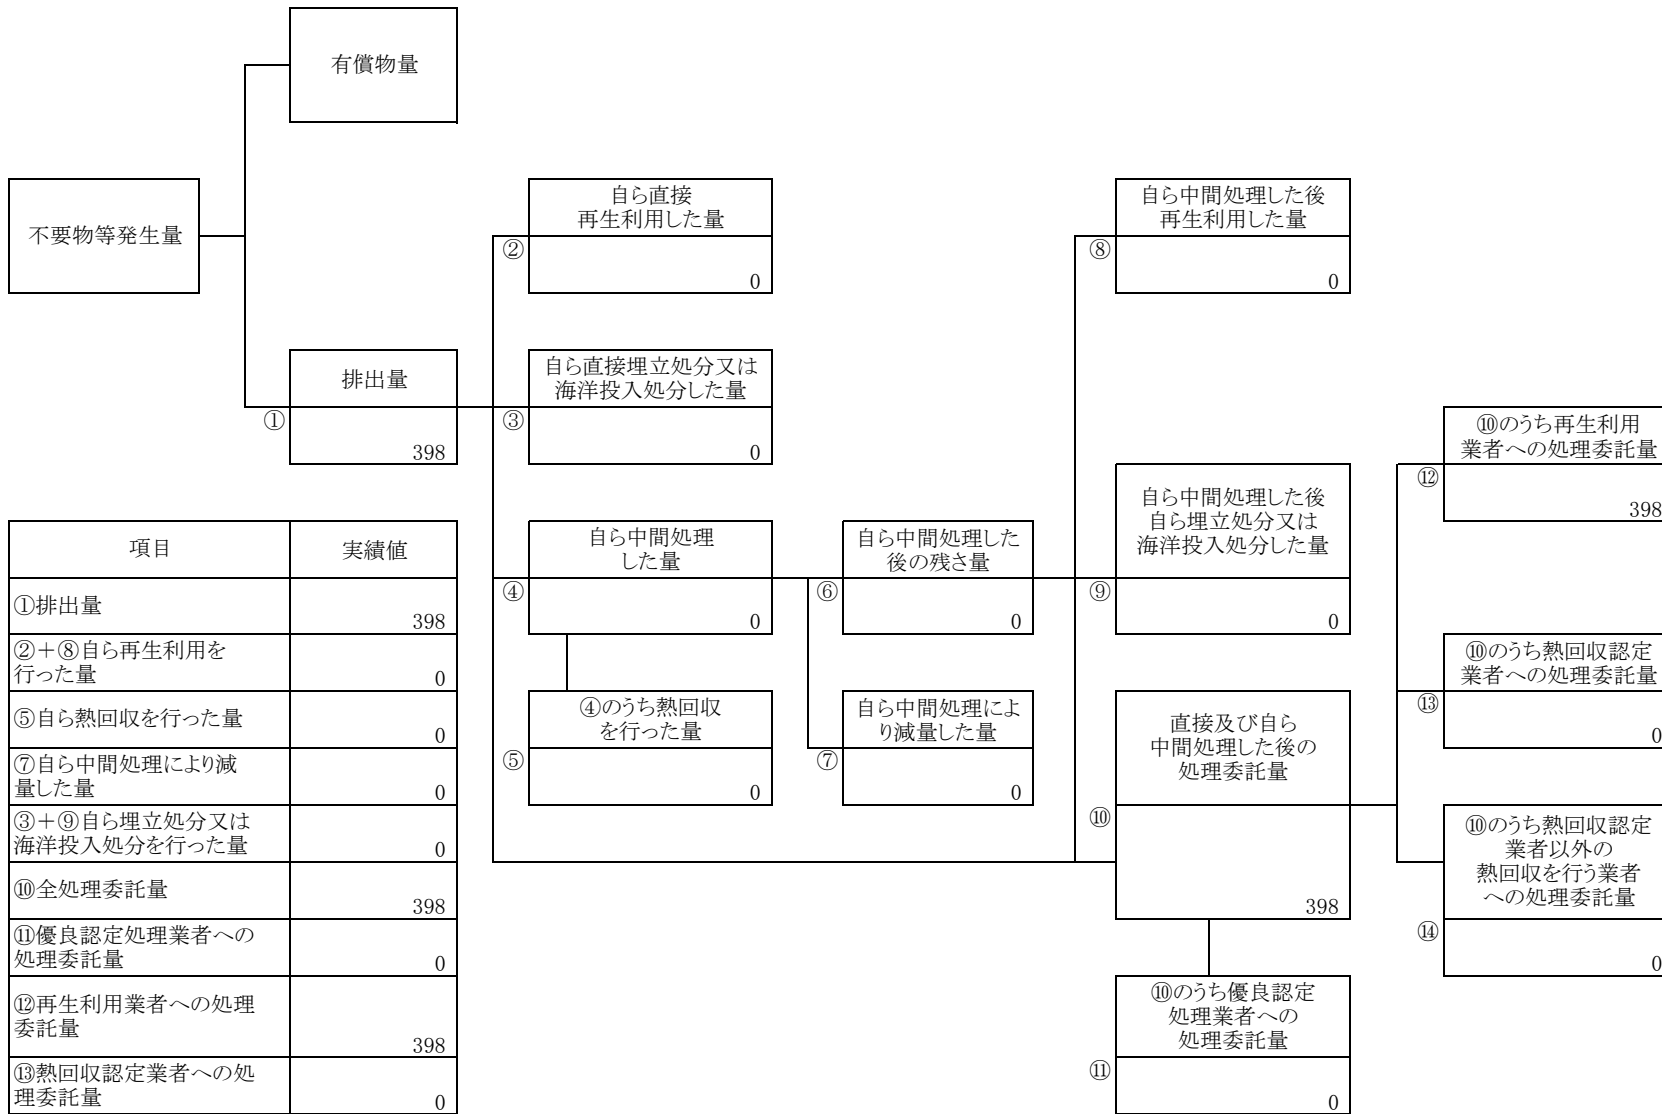 有償物量
不要物等発生量
自ら直接
再生利用した量
②
0
自ら中間処理した後
再生利用した量
⑧
0
排出量
①
398
自ら直接埋立処分又は
海洋投入処分した量
③
0
⑩のうち再生利用
業者への処理委託量
⑫
398
自ら中間処理した後
自ら埋立処分又は
海洋投入処分した量
⑨
0
自ら中間処理
した量
④
0
自ら中間処理した
後の残さ量
⑥
0
④のうち熱回収
を行った量
⑤
0
自ら中間処理によ
り減量した量
⑦
0
直接及び自ら
中間処理した後の
処理委託量
⑩
398
⑩のうち熱回収認定
業者への処理委託量
⑬
0
⑩のうち熱回収認定
業者以外の
熱回収を行う業者
への処理委託量
⑭
0
⑩のうち優良認定
処理業者への
処理委託量
⑪
0
項目 実績値
①排出量
398
②+⑧自ら再生利用を
行った量
0
⑤自ら熱回収を行った量
0
⑦自ら中間処理により減
量した量
0
③+⑨自ら埋立処分又は
海洋投入処分を行った量
0
⑩全処理委託量
398
⑪優良認定処理業者への
処理委託量
0
⑫再生利用業者への処理
委託量
398
⑬熱回収認定業者への処
理委託量
0